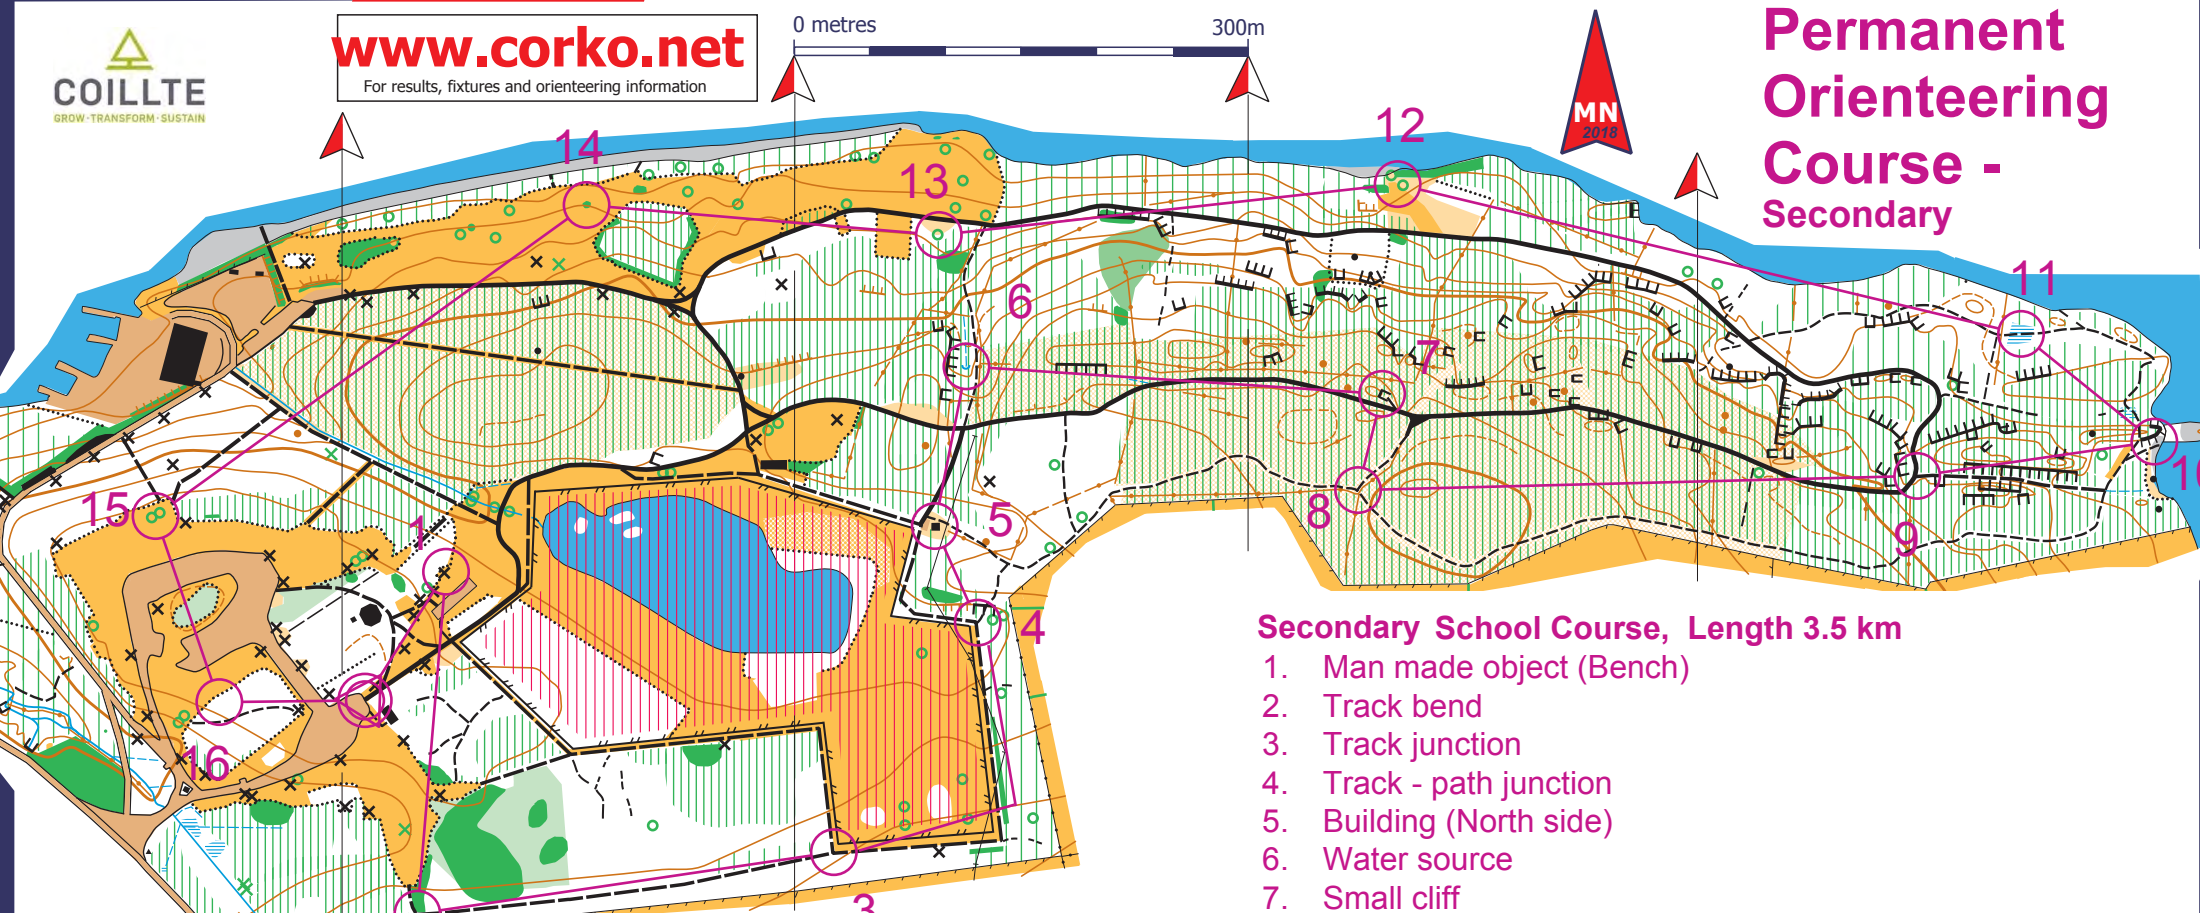 COILLTE
GROW·TRANSFORM·SUSTAIN
www.corko.net
For results, fixtures and orienteering information
0 metres
300m
MN
2018
Permanent
Orienteering
Course -
Secondary
14
13
12
11
6
7
15
1
5
8
9
10
4
16
3
Secondary School Course, Length 3.5 km
1. Man made object (Bench)
2. Track bend
3. Track junction
4. Track - path junction
5. Building (North side)
6. Water source
7. Small cliff